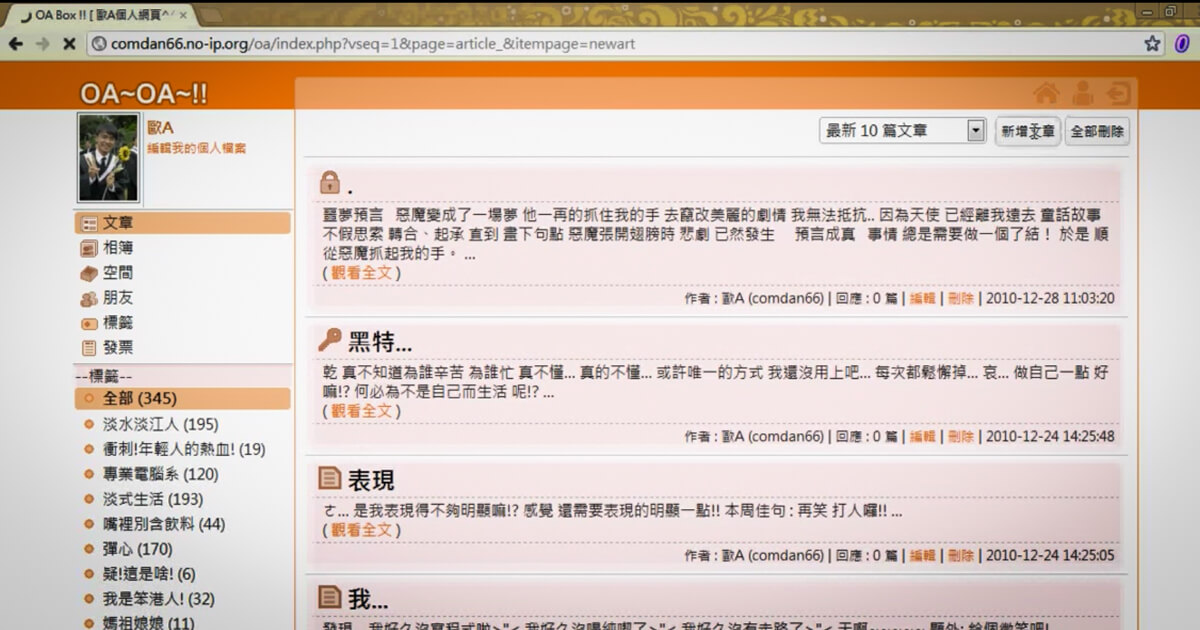 OA Box !! [ 歐A個人網頁^
comdan66.no-ip.org/oa/index.php?vseq=1&page=article_&itempage=newart
OA~OA~!!
歐A
編輯我的個人檔案
最新 10 篇文章
新增文章
全部刪除
文章
相簿
空間
朋友
標籤
發票
--標籤--
全部 (345)
淡水淡江人 (195)
衝刺!年輕人的熱血! (19)
專業電腦系 (120)
淡式生活 (193)
嘴裡別含飲料 (44)
彈心 (170)
疑!這是啥! (6)
我是笨港人! (32)
媽祖娘娘 (11)
.
噩夢預言 惡魔變成了一場夢 他一再的抓住我的手 去竄改美麗的劇情 我無法抵抗.. 因為天使 已經離我遠去 童話故事
不假思索 轉合、起承 直到 畫下句點 惡魔張開翅膀時 悲劇 已然發生 預言成真 事情 總是需要做一個了結！ 於是 順
從惡魔抓起我的手。 ...
( 觀看全文 )
作者 : 歐A (comdan66) | 回應 : 0 篇 | 編輯 | 刪除 | 2010-12-28 11:03:20
黑特...
乾 真不知道為誰辛苦 為誰忙 真不懂... 真的不懂... 或許唯一的方式 我還沒用上吧... 每次都鬆懈掉... 哀... 做自己一點 好
嘛!? 何必為不是自己而生活 呢!? ...
( 觀看全文 )
作者 : 歐A (comdan66) | 回應 : 0 篇 | 編輯 | 刪除 | 2010-12-24 14:25:48
表現
ㄜ... 是我表現得不夠明顯嘛!? 感覺 還需要表現的明顯一點!! 本周佳句 : 再笑 打人囉!! ...
( 觀看全文 )
作者 : 歐A (comdan66) | 回應 : 0 篇 | 編輯 | 刪除 | 2010-12-24 14:25:05
我...